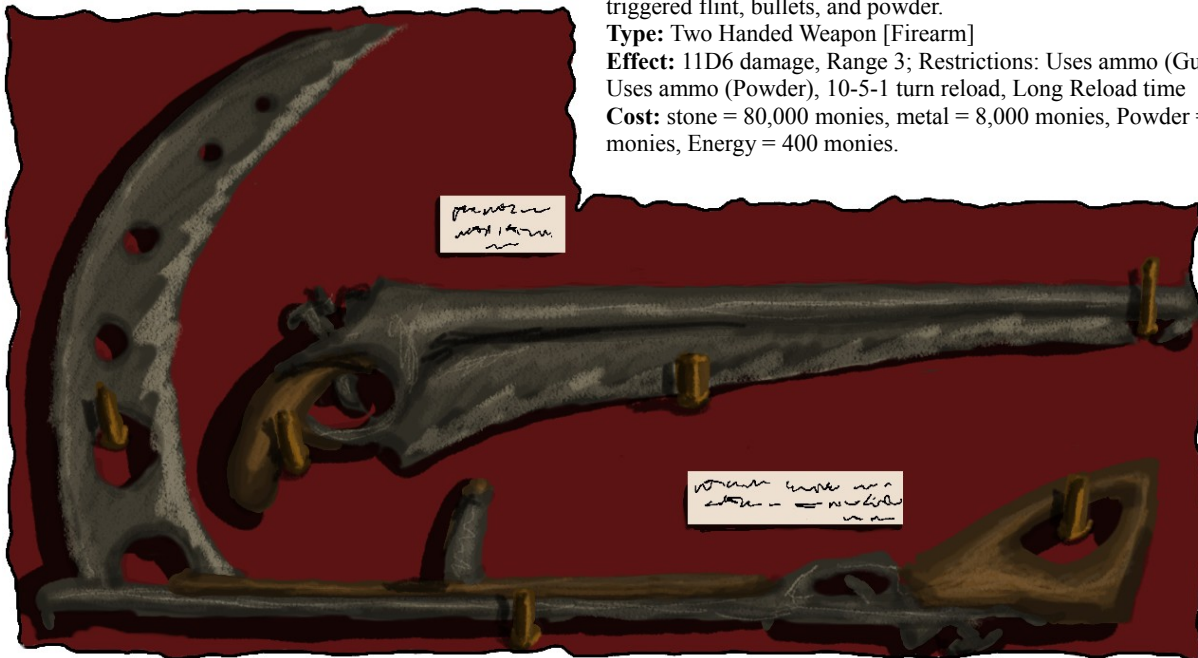 triggered flint, bullets, and powder.
Type: Two Handed Weapon [Firearm]
Effect: 11D6 damage, Range 3; Restrictions: Uses ammo (Gu
Uses ammo (Powder), 10-5-1 turn reload, Long Reload time
Cost: stone = 80,000 monies, metal = 8,000 monies, Powder =
monies, Energy = 400 monies.